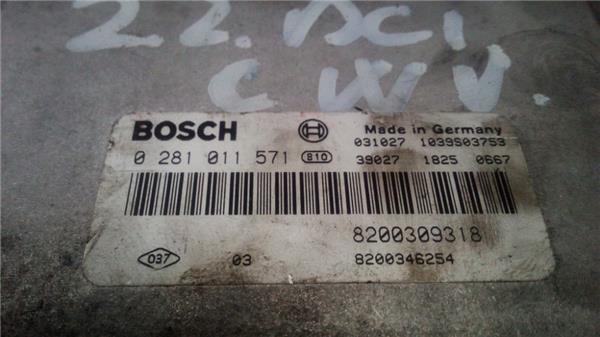 2.2. DCI
C W V.
BOSCH
Made in Germany
031027 1039S03753
0 281 011 571 810
39027 1825 0667
8200309318
037 03 8200346254